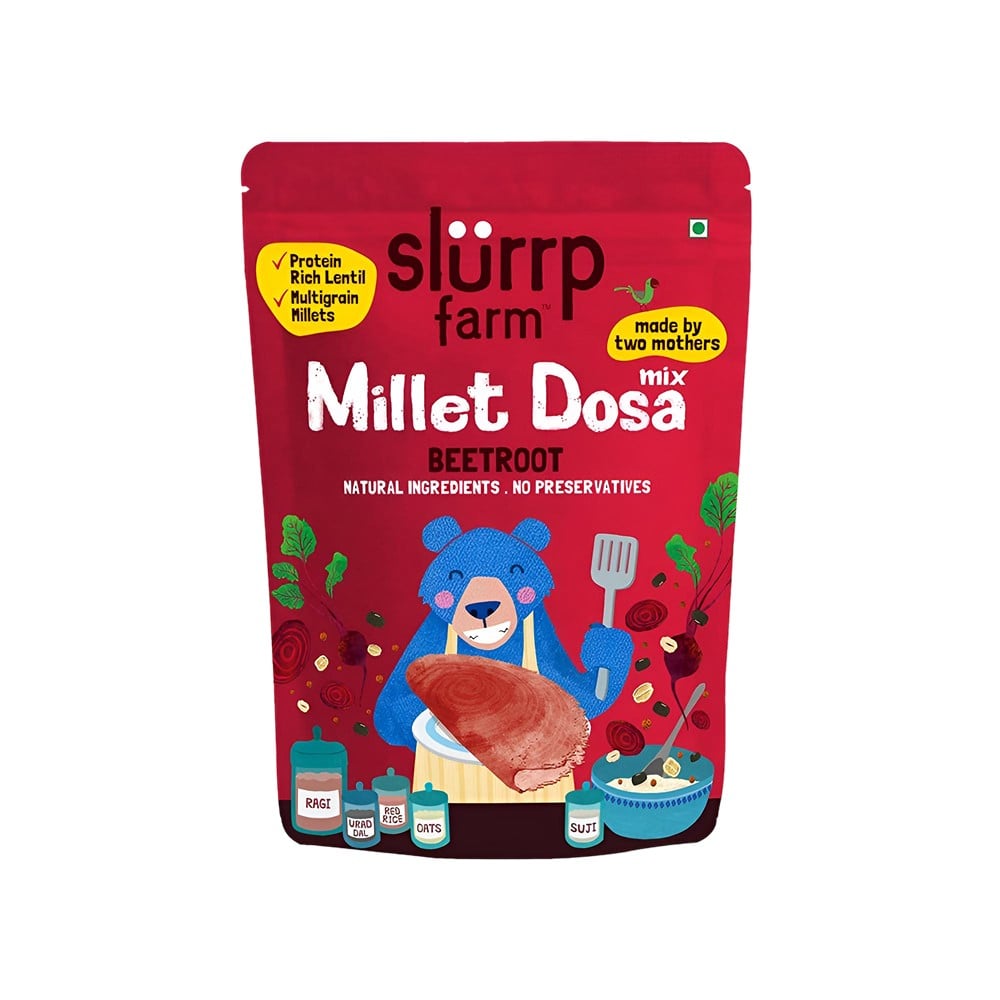 slürrp
farm™
✓ Protein
Rich Lentil
✓ Multigrain
Millets
made by
two mothers
Millet Dosa
mix
BEETROOT
NATURAL INGREDIENTS . NO PRESERVATIVES
RAGI
URAD
DAL
RED
RICE
OATS
SUJI